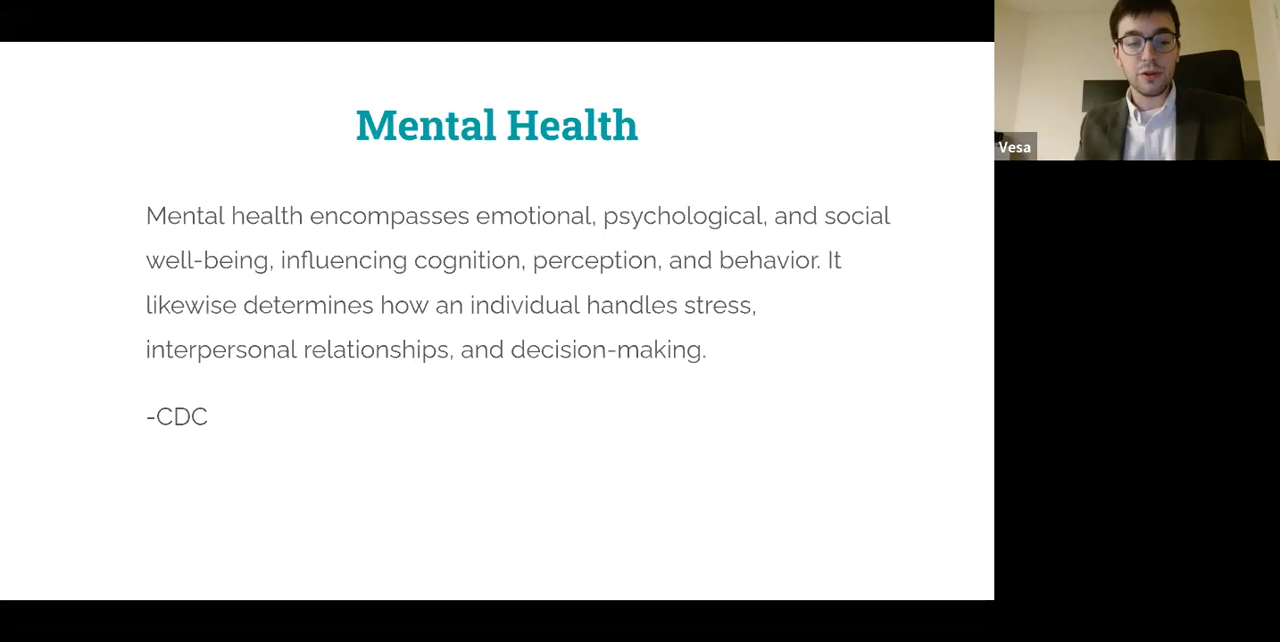 Mental Health
Mental health encompasses emotional, psychological, and social
well-being, influencing cognition, perception, and behavior. It
likewise determines how an individual handles stress,
interpersonal relationships, and decision-making.
-CDC
Vesa